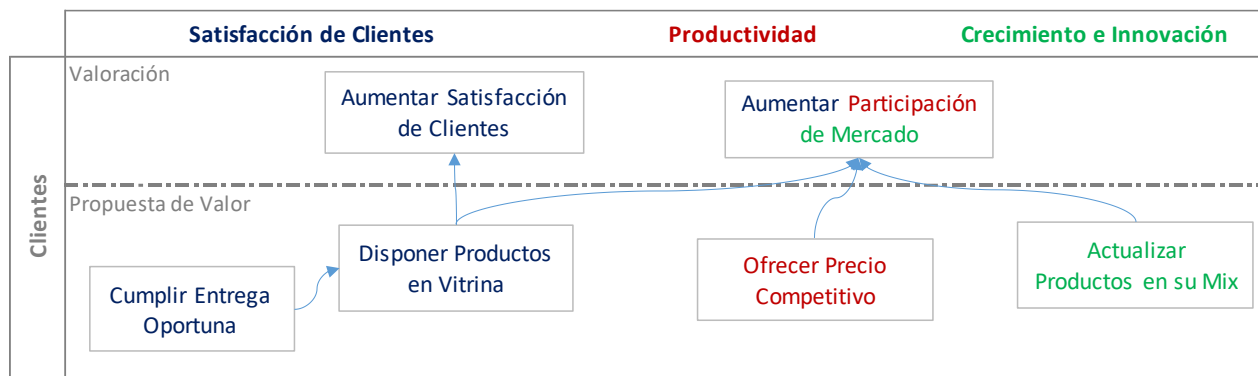 Satisfacción de Clientes
Productividad
Crecimiento e Innovación
Clientes
Valoración
Aumentar Satisfacción
de Clientes
Aumentar Participación
de Mercado
Propuesta de Valor
Cumplir Entrega
Oportuna
Disponer Productos
en Vitrina
Ofrecer Precio
Competitivo
Actualizar
Productos en su Mix